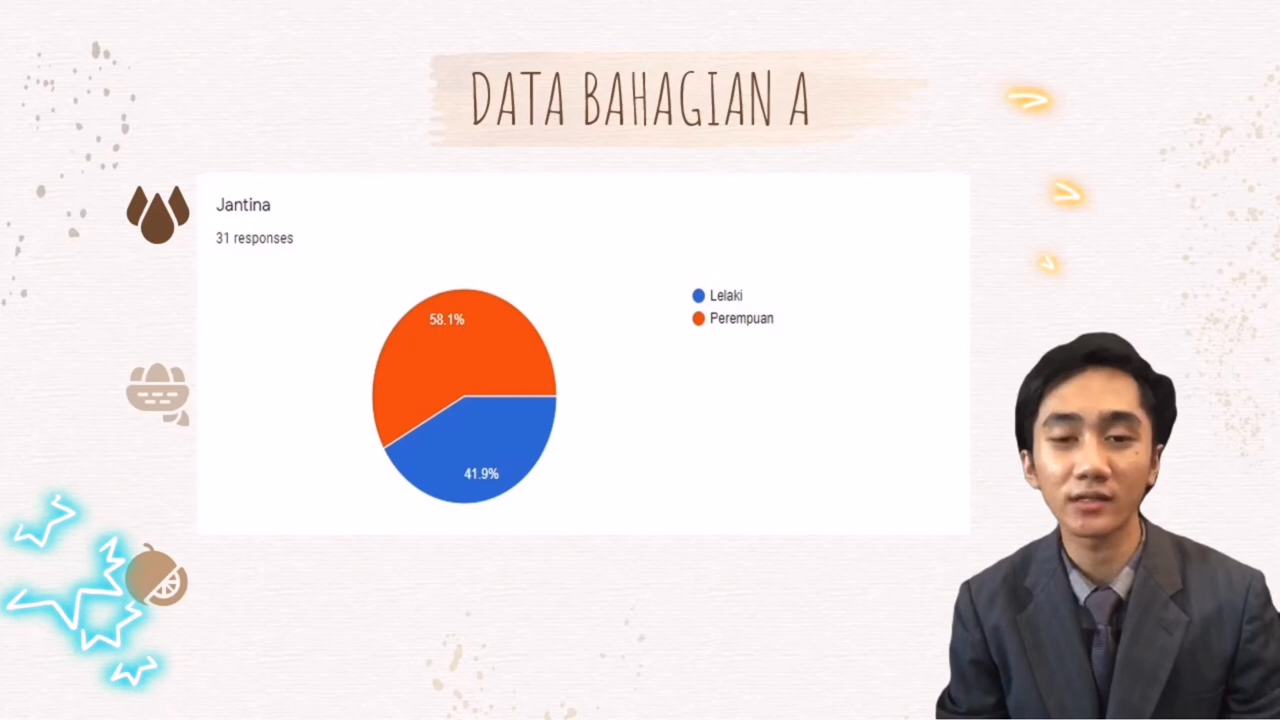 DATA BAHAGIAN A
Jantina
31 responses
58.1%
41.9%
Lelaki
Perempuan